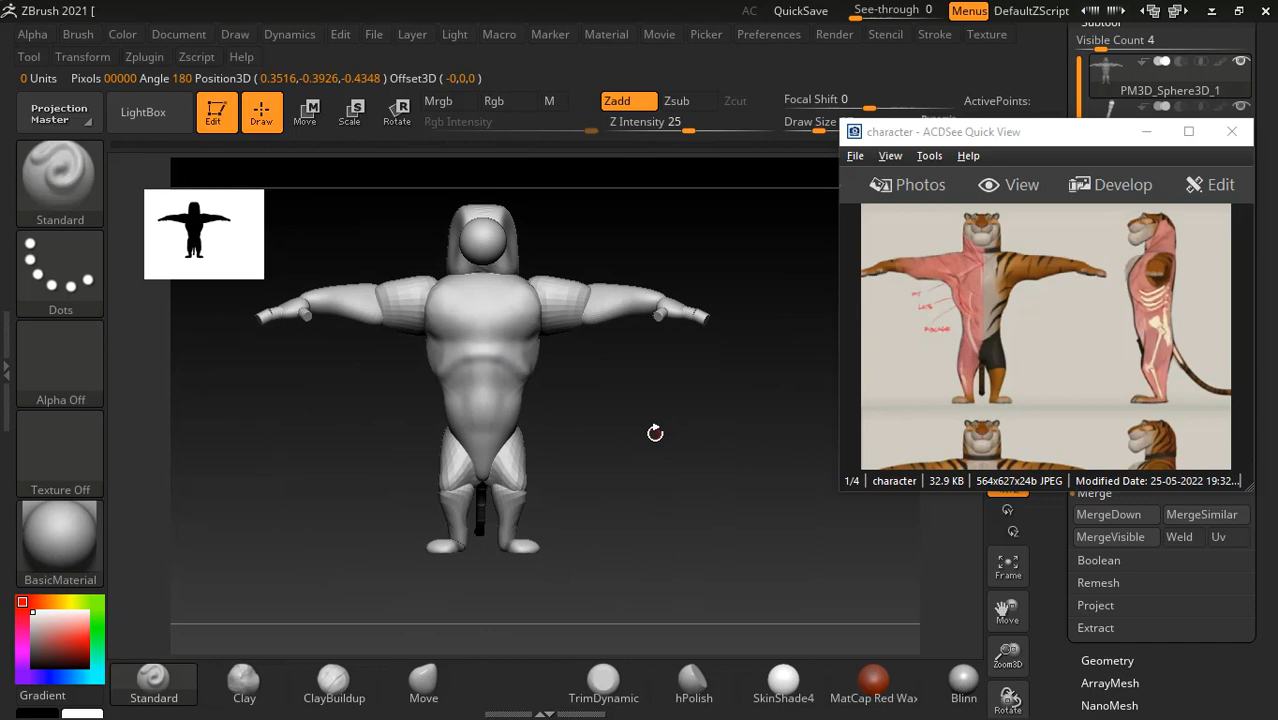 ZBrush 2021 [
AC
QuickSave
See-through 0
Menus
DefaultZScript
Alpha Brush Color Document Draw Dynamics Edit File Layer Light Macro Marker Material Movie Picker Preferences Render Stencil Stroke Texture
Tool Transform Zplugin Zscript Help
0 Units Pixols 00000 Angle 180 Position3D (0.3516,-0.3926,-0.4348 ) Offset3D (-0,0,0 )
Subtool
Visible Count 4
PM3D_Sphere3D_1
Projection
Master
LightBox
Edit
Draw
Move
Scale
Rotate
Mrgb Rgb M
Rgb Intensity
Zadd Zsub Zcut
Z Intensity 25
Focal Shift 0
Draw Size
Dynamic
ActivePoints:
character - ACDSee Quick View
File View Tools Help
Photos View Develop Edit
1/4 character 32.9 KB 564x627x24b JPEG Modified Date: 25-05-2022 19:32...
Standard
Dots
Alpha Off
Texture Off
BasicMaterial
Gradient
Merge
MergeDown MergeSimilar
MergeVisible Weld Uv
Boolean
Remesh
Project
Extract
Geometry
ArrayMesh
NanoMesh
Frame
Move
Zoom3D
Rotate
Standard Clay ClayBuildup Move TrimDynamic hPolish SkinShade4 MatCap Red Wax Blinn